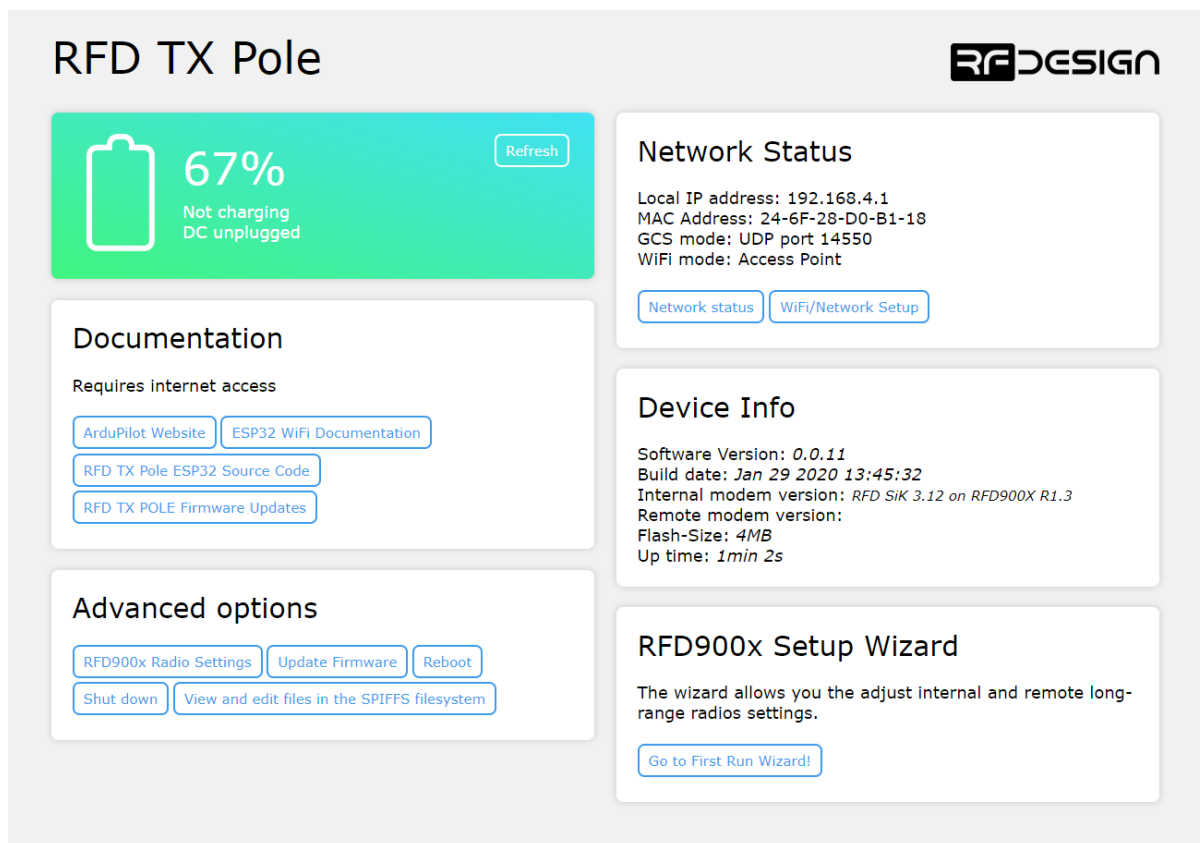 RFD TX Pole
RFDESIGN
67%
Not charging
DC unplugged
Refresh
Documentation
Requires internet access
ArduPilot Website ESP32 WiFi Documentation
RFD TX Pole ESP32 Source Code
RFD TX POLE Firmware Updates
Advanced options
RFD900x Radio Settings Update Firmware Reboot
Shut down View and edit files in the SPIFFS filesystem
Network Status
Local IP address: 192.168.4.1
MAC Address: 24-6F-28-D0-B1-18
GCS mode: UDP port 14550
WiFi mode: Access Point
Network status WiFi/Network Setup
Device Info
Software Version: 0.0.11
Build date: Jan 29 2020 13:45:32
Internal modem version: RFD SiK 3.12 on RFD900X R1.3
Remote modem version:
Flash-Size: 4MB
Up time: 1min 2s
RFD900x Setup Wizard
The wizard allows you the adjust internal and remote long-
range radios settings.
Go to First Run Wizard!